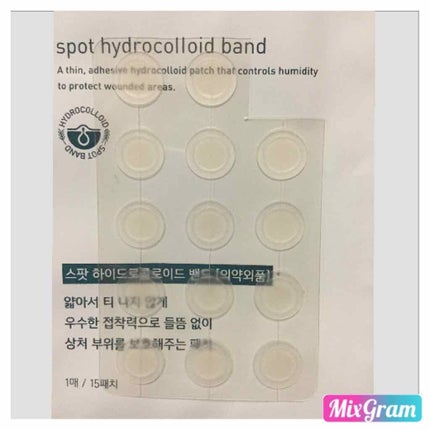 spot hydrocolloid band
A thin, adhesive hydrocolloid patch that controls humidity
to protect wounded areas.
HYDROCOLLOID
SPOT BAND
스팟 하이드로콜로이드 밴드 [의약외품]
얇아서 티 나지 않게
우수한 접착력으로 들뜸 없이
상처 부위를 보호해주는 패치
1매 / 15패치
MixGram